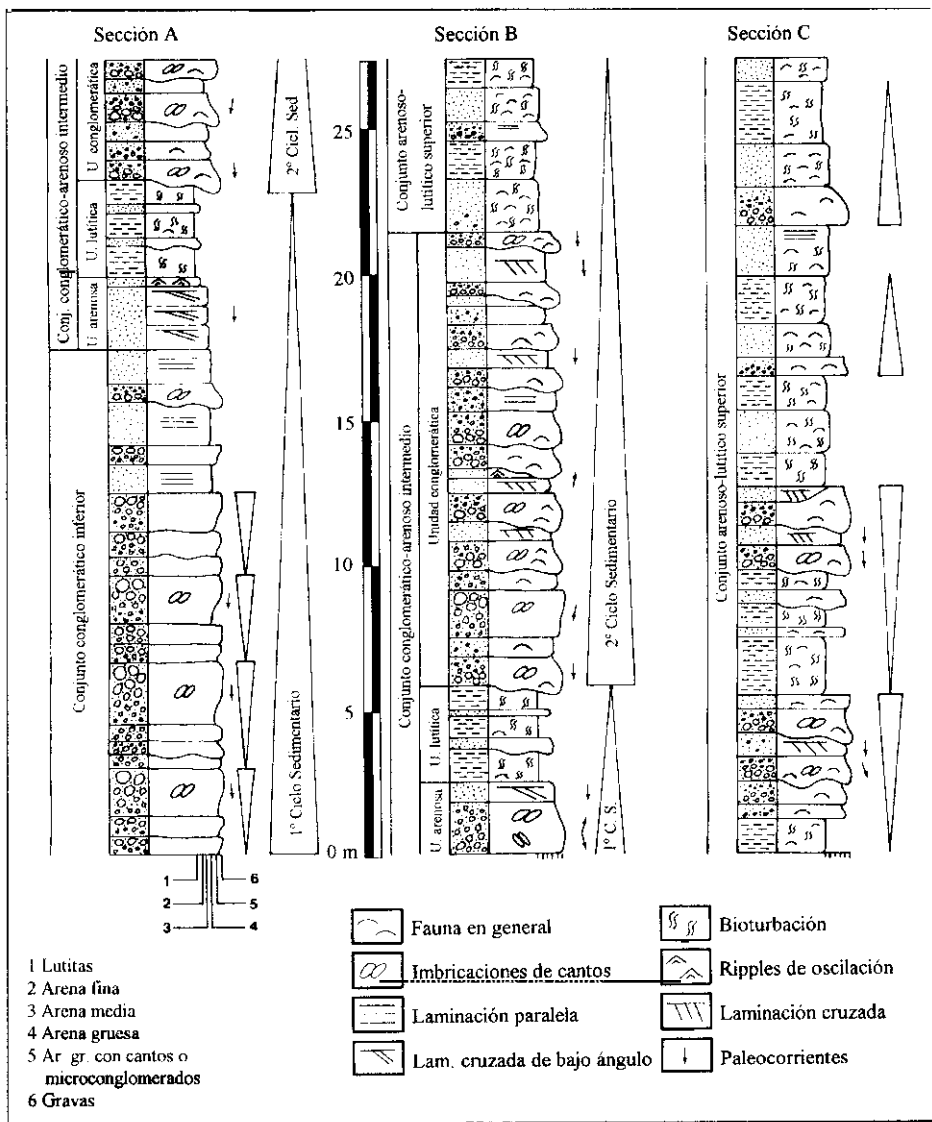 Sección A
Sección B
Sección C
Conj. conglomerático-arenoso intermedio
U. conglomerática
U. lutítica
U. arenosa
Conjunto conglomerático inferior
2º Cicl. Sed
1º Ciclo Sedimentario
25
20
15
10
5
0 m
Conjunto arenoso-lutítico superior
Conjunto conglomerático-arenoso intermedio
Unidad conglomerática
U. lutítica
U. arenosa
2º Ciclo Sedimentario
1º C. S.
Conjunto arenoso-lutítico superior
1
2
3
6
5
4
1 Lutitas
2 Arena fina
3 Arena media
4 Arena gruesa
5 Ar gr. con cantos o
microconglomerados
6 Gravas
Fauna en general
Imbricaciones de cantos
Laminación paralela
Lam. cruzada de bajo ángulo
Bioturbación
Ripples de oscilación
Laminación cruzada
Paleocorrientes